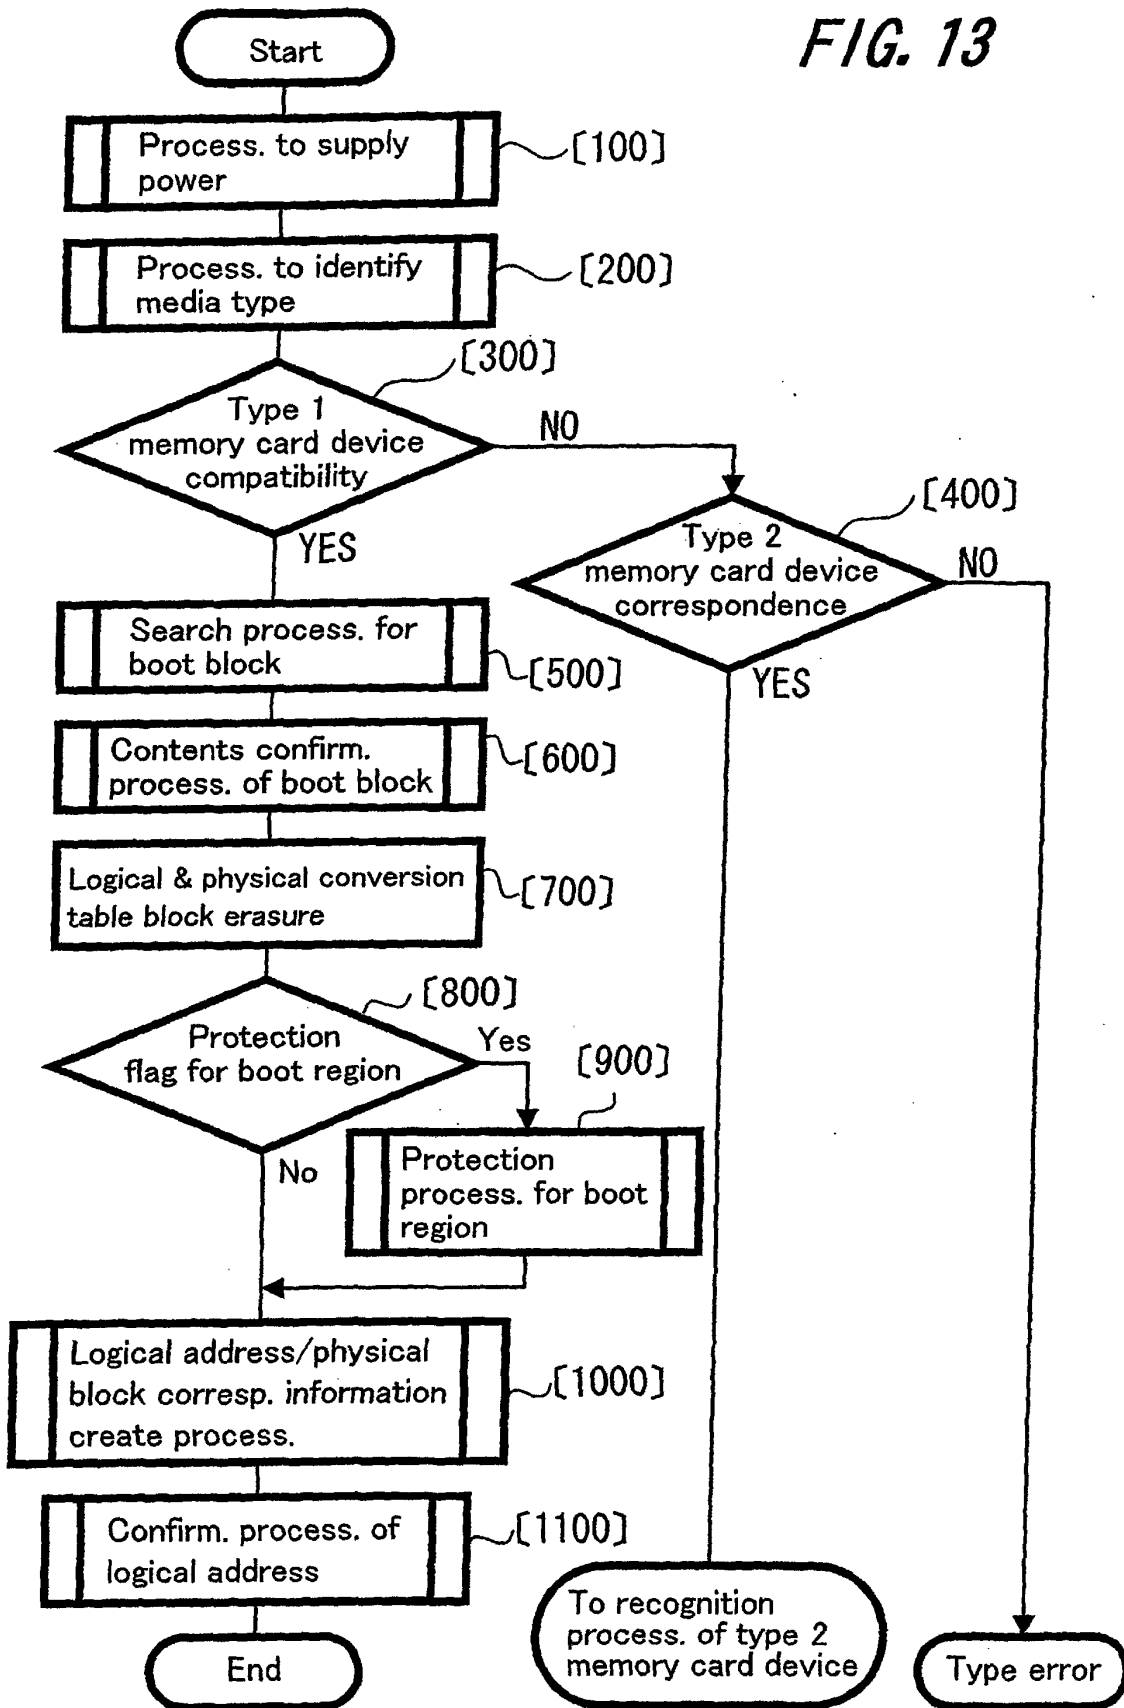 FIG. 13
Start
Process. to supply
power
[100]
Process. to identify
media type
[200]
[300]
Type 1
memory card device
compatibility
NO
YES
[400]
Type 2
memory card device
correspondence
NO
YES
Search process. for
boot block
[500]
Contents confirm.
process. of boot block
[600]
Logical & physical conversion
table block erasure
[700]
[800]
Protection
flag for boot region
Yes
No
[900]
Protection
process. for boot
region
Logical address/physical
block corresp. information
create process.
[1000]
Confirm. process. of
logical address
[1100]
End
To recognition
process. of type 2
memory card device
Type error